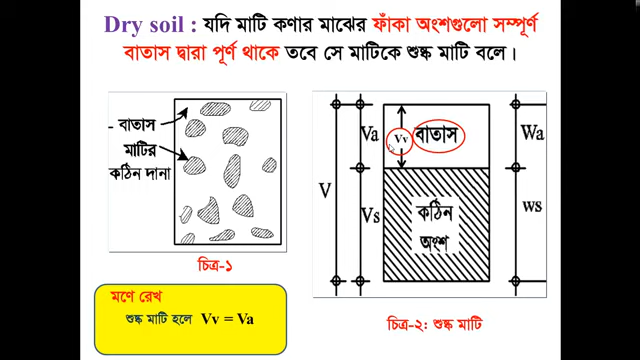 Dry soil : যদি মাটি কণার মাঝের ফাঁকা অংশগুলো সম্পূর্ণ
বাতাস দ্বারা পূর্ণ থাকে তবে সে মাটিকে শুষ্ক মাটি বলে।
বাতাস
মাটির
কঠিন দানা
চিত্র-১
Va
Vv
বাতাস
Wa
V
Vs
কঠিন
অংশ
ws
মণে রেখ
শুষ্ক মাটি হলে Vv = Va
চিত্র-২: শুষ্ক মাটি